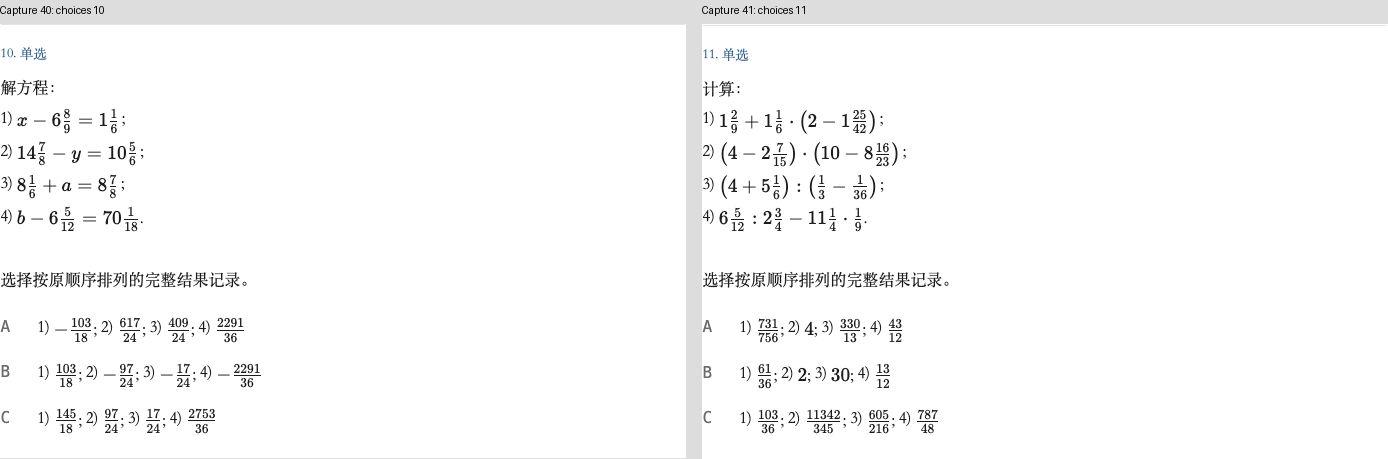 Capture 40: choices 10
10. 单选
解方程：
1) x − 6 8/9 = 1 1/6；
2) 14 7/8 − y = 10 5/6；
3) 8 1/6 + a = 8 7/8；
4) b − 6 5/12 = 70 1/18.
选择按原顺序排列的完整结果记录。
A 1) −103/18; 2) 617/24; 3) 409/24; 4) 2291/36
B 1) 103/18; 2) −97/24; 3) −17/24; 4) −2291/36
C 1) 145/18; 2) 97/24; 3) 17/24; 4) 2753/36
Capture 41: choices 11
11. 单选
计算：
1) 1 2/9 + 1 1/6 · (2 − 1 25/42)；
2) (4 − 2 7/15) · (10 − 8 16/23)；
3) (4 + 5 1/6) : (1/3 − 1/36)；
4) 6 5/12 : 2 3/4 − 11 1/4 · 1/9.
选择按原顺序排列的完整结果记录。
A 1) 731/756; 2) 4; 3) 330/13; 4) 43/12
B 1) 61/36; 2) 2; 3) 30; 4) 13/12
C 1) 103/36; 2) 11342/345; 3) 605/216; 4) 787/48